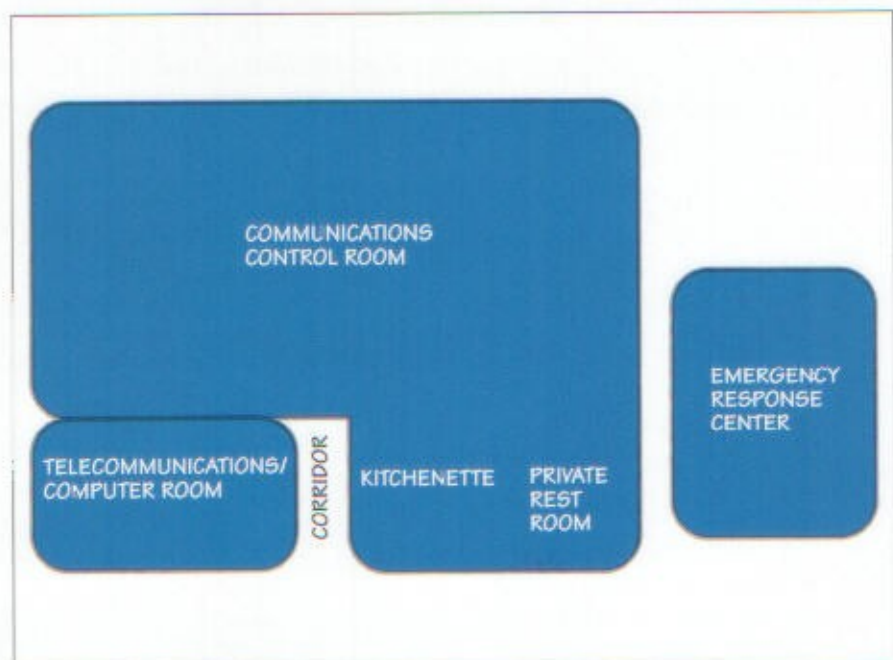 COMMUNICATIONS
CONTROL ROOM
EMERGENCY
RESPONSE
CENTER
TELECOMMUNICATIONS/
COMPUTER ROOM
CORRIDOR
KITCHENETTE
PRIVATE
REST
ROOM